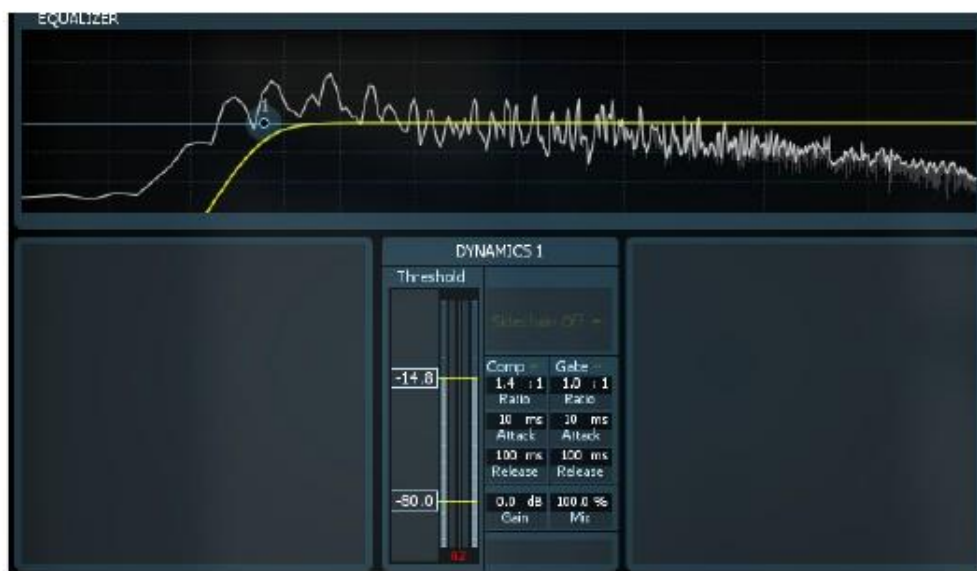 EQUALIZER
1
DYNAMICS 1
Threshold
Sidechain OFF
Comp Gate
1.4 : 1 1.0 : 1
Ratio Ratio
-14.8
10 ms 10 ms
Attack Attack
100 ms 100 ms
Release Release
-80.0
0.0 dB 100.0 %
Gain Mix